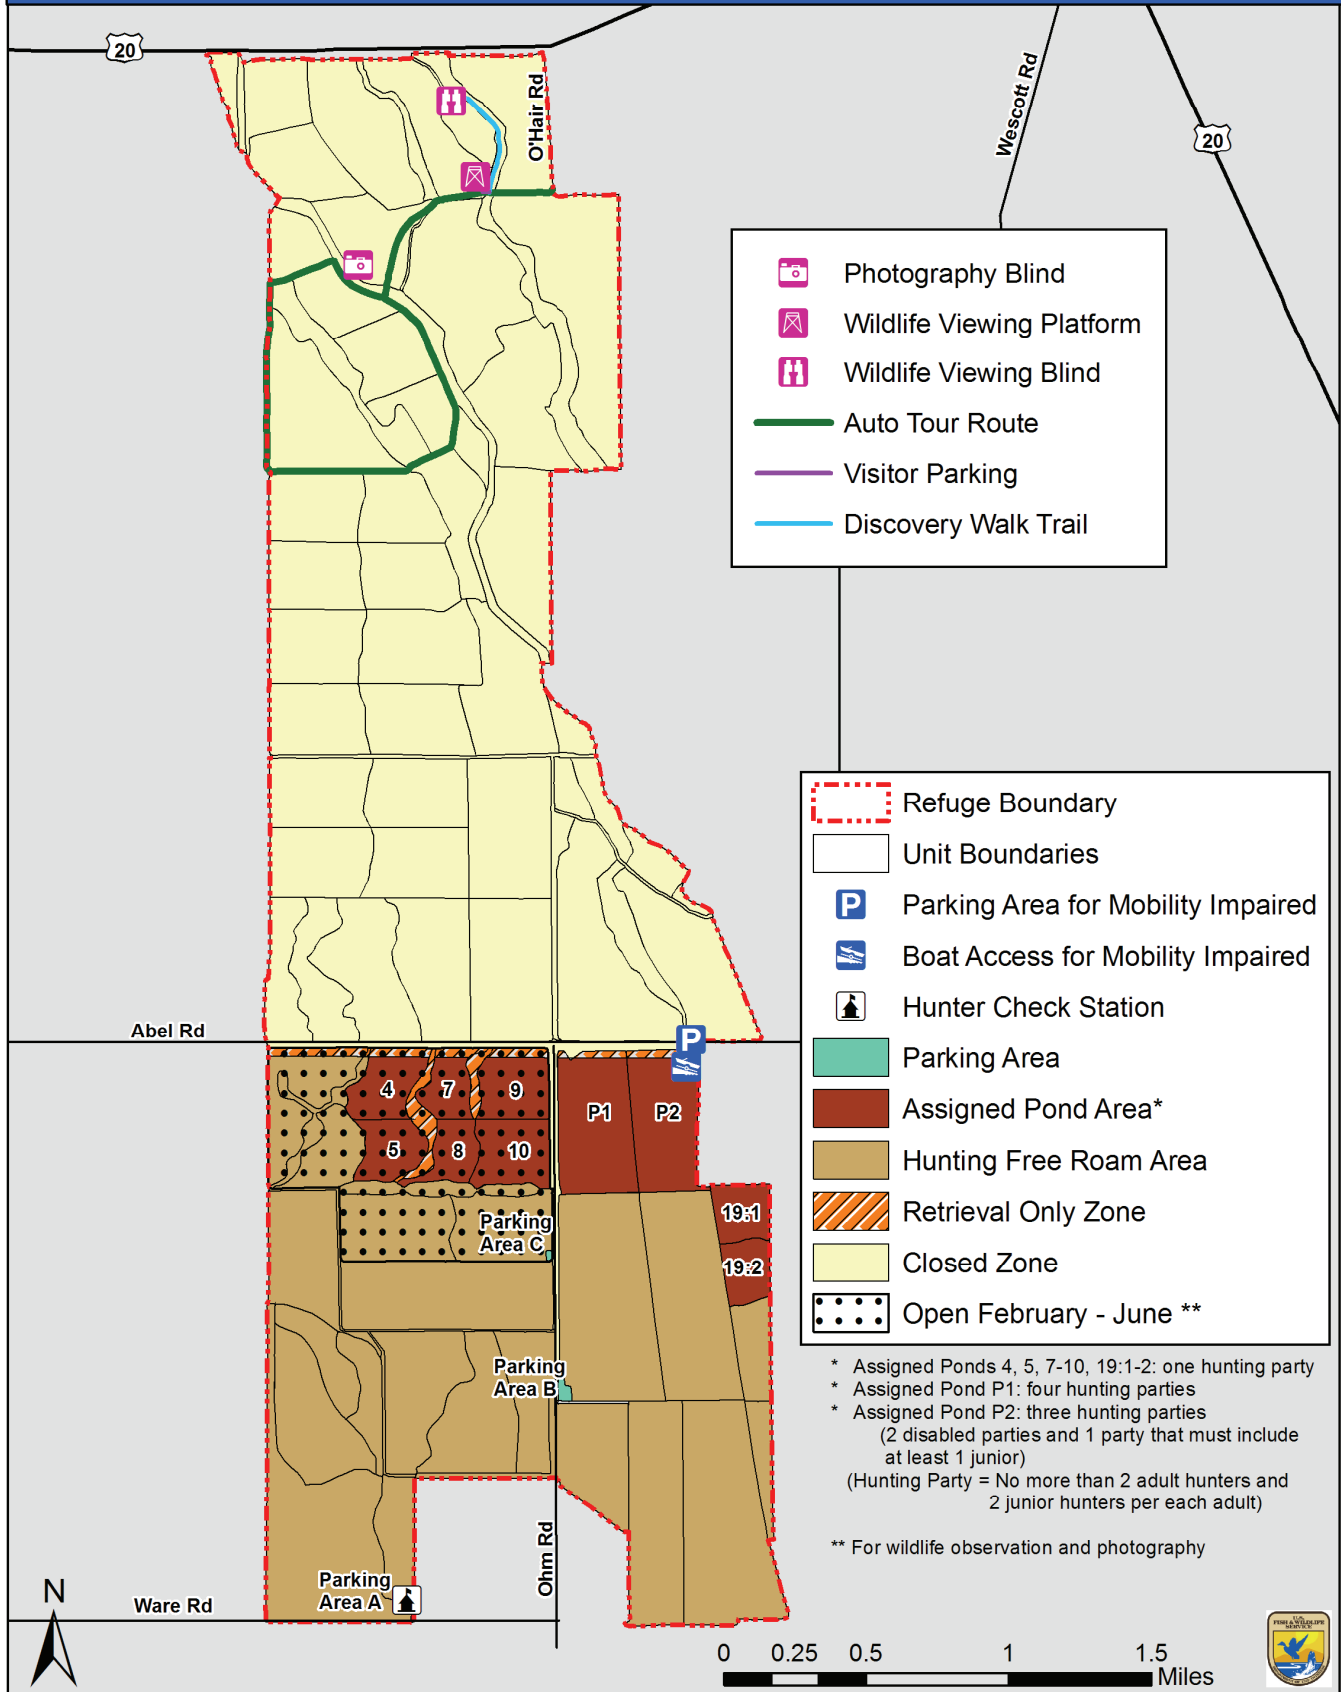 20
O'Hair Rd
Wescott Rd
20
Photography Blind
Wildlife Viewing Platform
Wildlife Viewing Blind
Auto Tour Route
Visitor Parking
Discovery Walk Trail
Refuge Boundary
Unit Boundaries
P Parking Area for Mobility Impaired
Boat Access for Mobility Impaired
Hunter Check Station
Parking Area
Assigned Pond Area*
Hunting Free Roam Area
Retrieval Only Zone
Closed Zone
Open February - June **
Abel Rd
P
4
7
9
P1
P2
5
8
10
19:1
19:2
Parking
Area C
Parking
Area B
Parking
Area A
Ohm Rd
Ware Rd
N
* Assigned Ponds 4, 5, 7-10, 19:1-2: one hunting party
* Assigned Pond P1: four hunting parties
* Assigned Pond P2: three hunting parties
(2 disabled parties and 1 party that must include
at least 1 junior)
(Hunting Party = No more than 2 adult hunters and
2 junior hunters per each adult)
** For wildlife observation and photography
0 0.25 0.5 1 1.5
Miles
U.S.
FISH & WILDLIFE
SERVICE